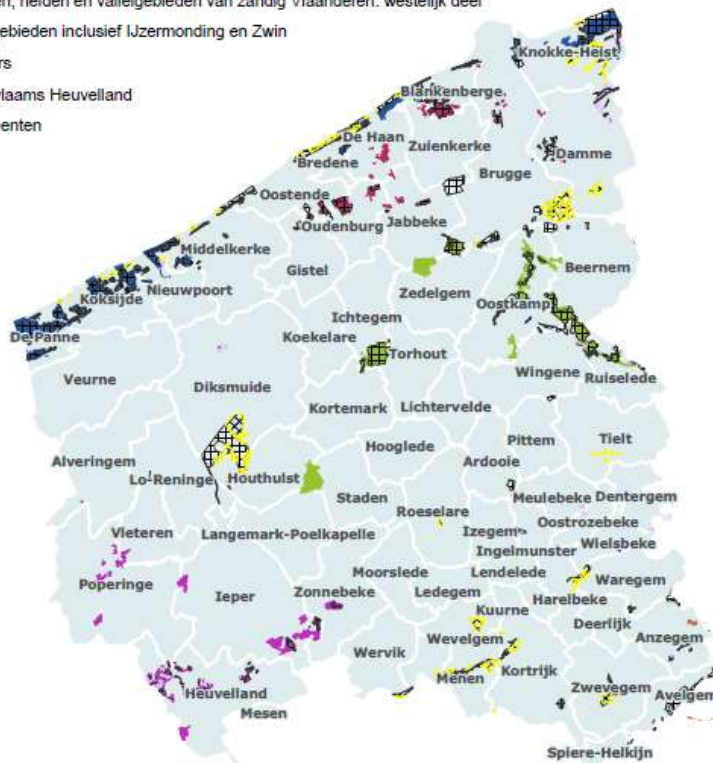 heiden en valleigebieden van zandig Vlaanderen: westelijk deel
ebieden inclusief IJzermonding en Zwin
Vlaams Heuvelland
Knokke-Heist
Blankenberge
De Haan
Zuienkerke
Bredene
Damme
Brugge
Oostende
Oudenburg
Jabbeke
Middelkerke
Gistel
Beernem
Nieuwpoort
Zedelgem
Koksijde
Oostkamp
Ichtegem
De Panne
Koekelare
Torhout
Veurne
Diksmuide
Wingene
Ruiselede
Kortemark
Lichtervelde
Hooglede
Pittem
Tielt
Alveringem
Ardooie
Lo-Reninge
Houthulst
Staden
Meulebeke
Dentergem
Roeselare
Oostrozebeke
Vleteren
Langemark-Poelkapelle
Izegem
Wielsbeke
Ingelmunster
Moorslede
Lendelede
Waregem
Poperinge
Ieper
Zonnebeke
Ledegem
Harelbeke
Kuurne
Deerlijk
Wevelgem
Anzegem
Wervik
Kortrijk
Menen
Zwevegem
Heuvelland
Avelgem
Mesen
Spiere-Helkijn